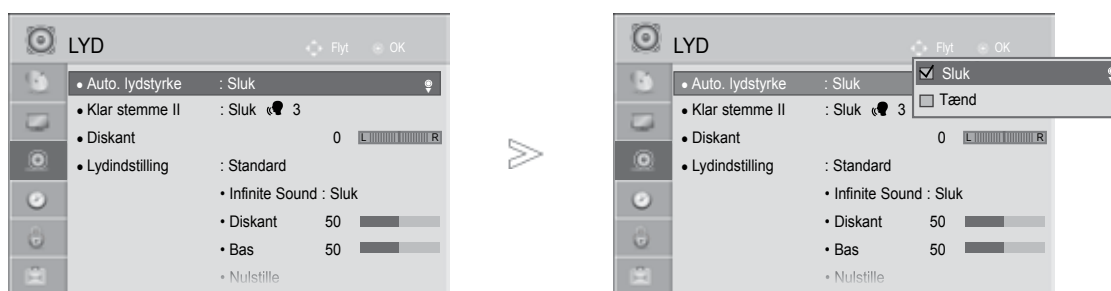 LYD Flyt OK
● Auto. lydstyrke : Sluk
● Klar stemme II : Sluk 3
● Diskant 0 L R
● Lydindstilling : Standard
• Infinite Sound : Sluk
• Diskant 50
• Bas 50
• Nulstille
LYD Flyt OK
● Auto. lydstyrke : Sluk
Sluk
Tænd
● Klar stemme II : Sluk 3
● Diskant 0 L R
● Lydindstilling : Standard
• Infinite Sound : Sluk
• Diskant 50
• Bas 50
• Nulstille